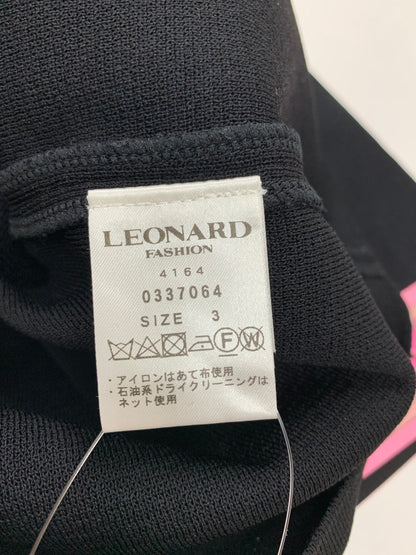 LEONARD
FASHION
4164
0337064
SIZE 3
F W
・アイロンはあて布使用
・石油系ドライクリーニングは
ネット使用